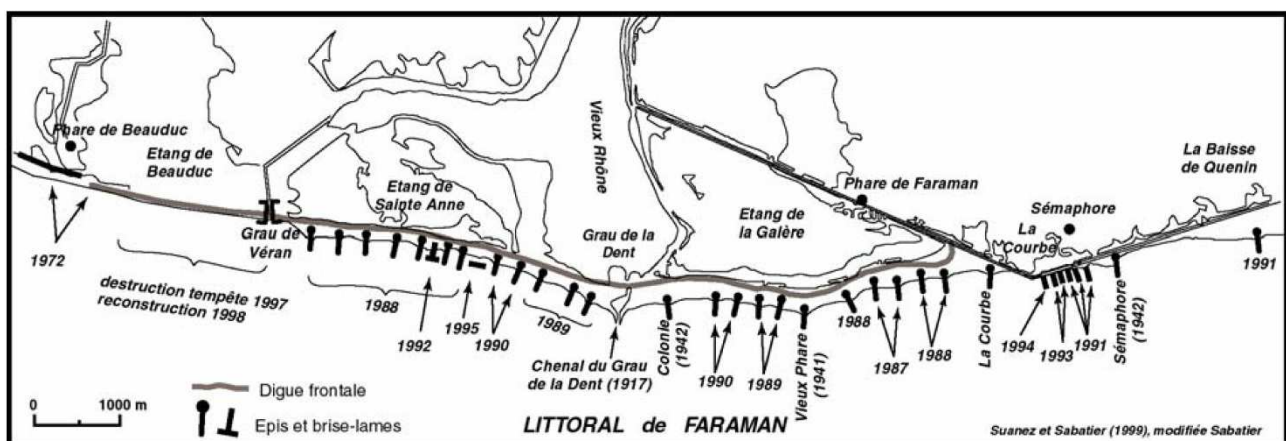 Phare de Beauduc
Etang de
Beauduc
Etang de
Sainte Anne
Vieux Rhône
Grau de
Véran
Grau de la
Dent
Etang de
la Galère
Phare de Faraman
La Baisse
de Quenin
Sémaphore
La
Courbe
1972
destruction tempête 1997
reconstruction 1998
1988
1992
1995
1990
1989
Chenal du Grau
de la Dent (1917)
Colonie
(1942)
1990
1989
Vieux Phare
(1941)
1988
1987
1988
La Courbe
1994
1993
1991
Sémaphore
(1942)
1991
0 1000 m
Digue frontale
Epis et brise-lames
LITTORAL de FARAMAN
Suanez et Sabatier (1999), modifiée Sabatier